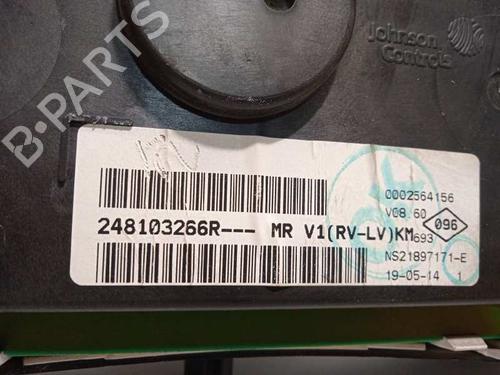 Johnson
Controls
B-PARTS
0002564156
V08.60
096
248103266R--- MR V1(RV-LV)KM
693
NS21897171-E
19-05-14 1